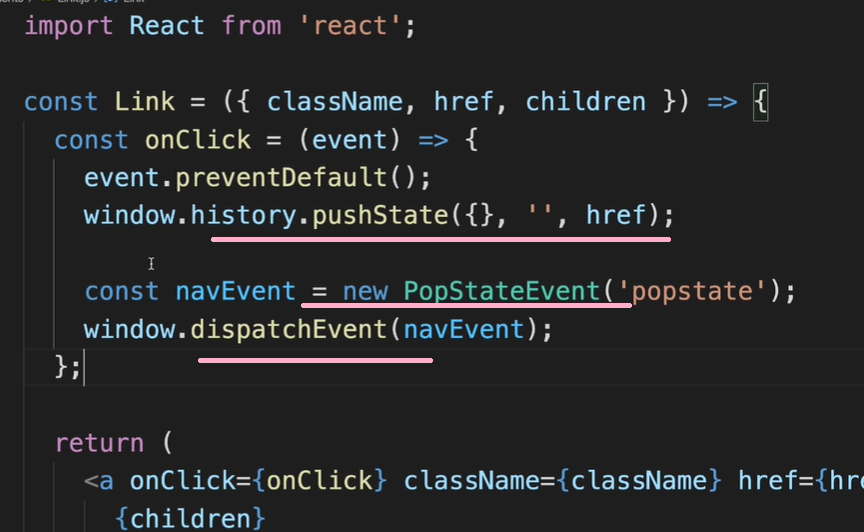 import React from 'react';
const Link = ({ className, href, children }) => {
const onClick = (event) => {
event.preventDefault();
window.history.pushState({}, '', href);
const navEvent = new PopStateEvent('popstate');
window.dispatchEvent(navEvent);
};
return (
<a onClick={onClick} className={className} href={hre
{children}